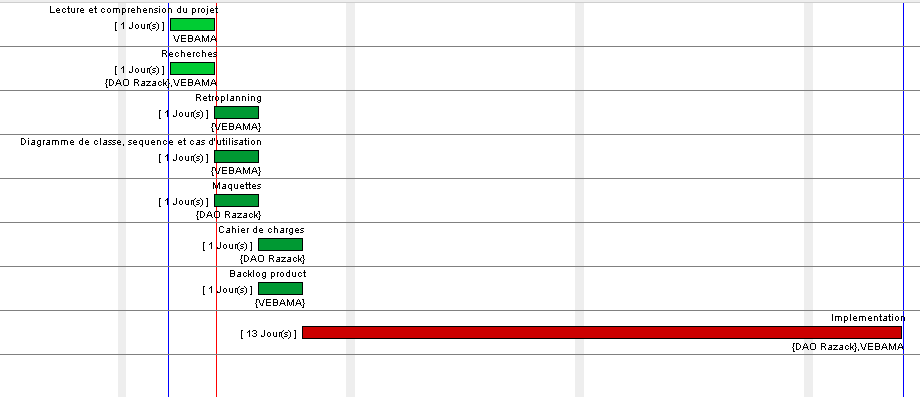 Lecture et comprehension du projet
[ 1 Jour(s) ]
VEBAMA
Recherches
[ 1 Jour(s) ]
{DAO Razack},VEBAMA
Retroplanning
[ 1 Jour(s) ]
{VEBAMA}
Diagramme de classe, sequence et cas d'utilisation
[ 1 Jour(s) ]
{VEBAMA}
Maquettes
[ 1 Jour(s) ]
{DAO Razack}
Cahier de charges
[ 1 Jour(s) ]
{DAO Razack}
Backlog product
[ 1 Jour(s) ]
{VEBAMA}
Implementation
[ 13 Jour(s) ]
{DAO Razack},VEBAMA